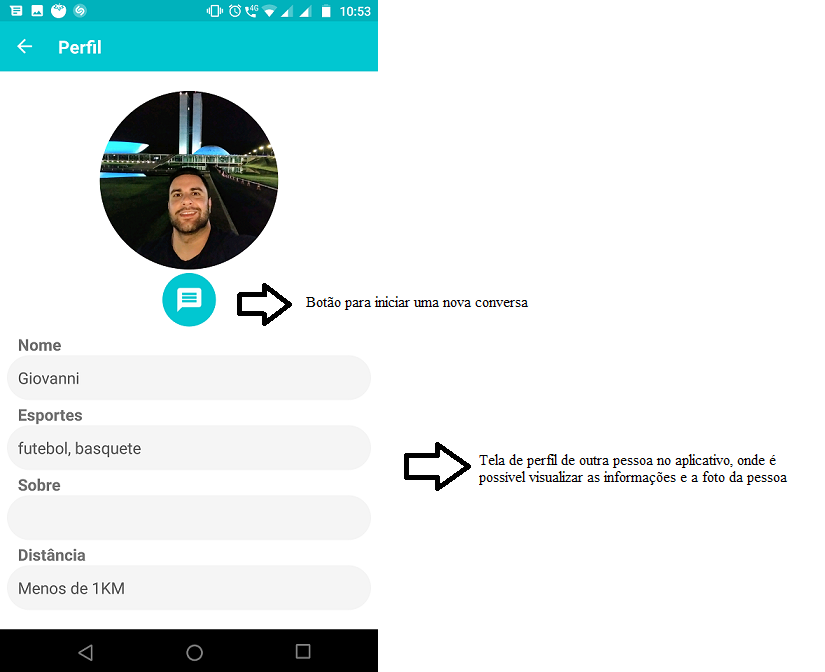 10:53
Perfil
Botão para iniciar uma nova conversa
Nome
Giovanni
Esportes
futebol, basquete
Tela de perfil de outra pessoa no aplicativo, onde é
possivel visualizar as informações e a foto da pessoa
Sobre
Distância
Menos de 1KM